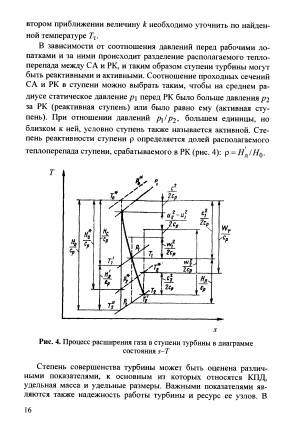 втором приближении величину k необходимо уточнить по найден-
ной температуре T₁.
В зависимости от соотношения давлений перед рабочими ло-
патками и за ними происходит разделение располагаемого тепло-
перепада между СА и РК, и таким образом ступени турбины могут
быть реактивными и активными. Соотношение проходных сечений
СА и РК в ступени можно выбрать таким, чтобы на среднем ра-
диусе статическое давление p₁ перед РК было больше давления p₂
за РК (реактивная ступень) или было равно ему (активная сту-
пень). При отношении давлений p₁/p₂, большем единицы, но
близком к ней, условно ступень также называется активной. Сте-
пень реактивности ступени ρ определяется долей располагаемого
теплоперепада ступени, срабатываемого в РК (рис. 4): ρ = H′л/H₀.
T
s
Рис. 4. Процесс расширения газа в ступени турбины в диаграмме
состояния s–T
Степень совершенства турбины может быть оценена различ-
ными показателями, к основным из которых относятся КПД,
удельная масса и удельные размеры. Важными показателями яв-
ляются также надежность работы турбины и ресурс ее узлов. В
16